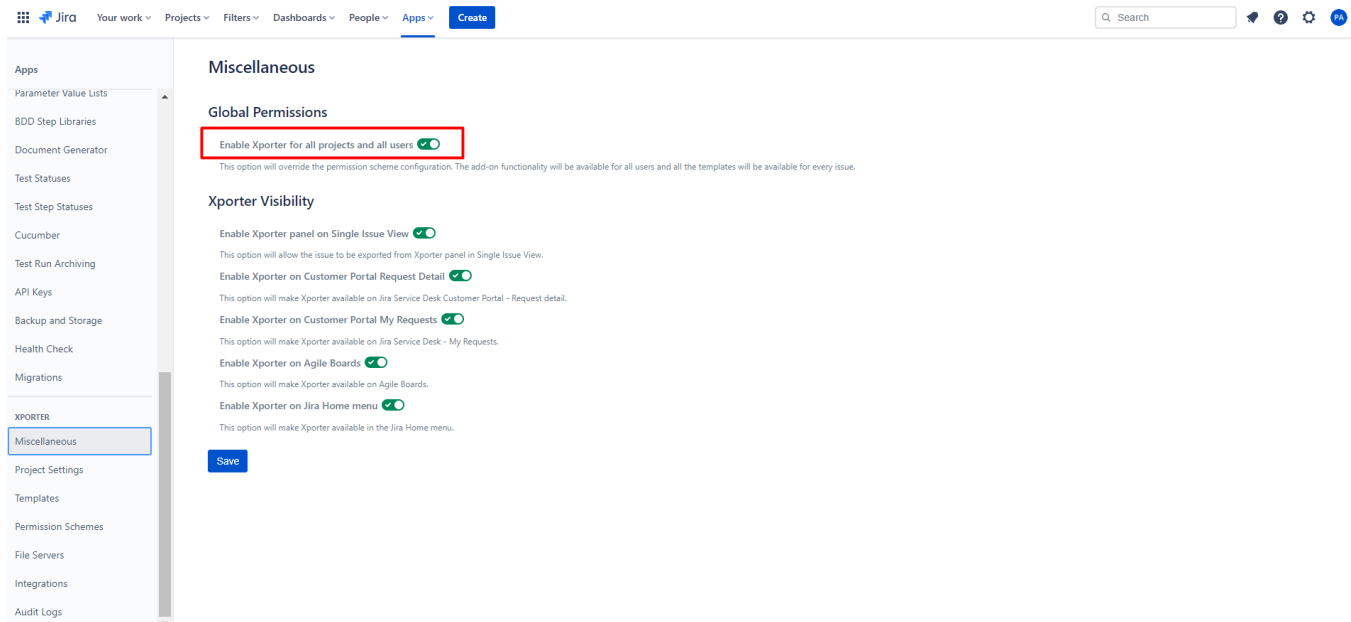 Jira
Your work
Projects
Filters
Dashboards
People
Apps
Create
Search
PA
Apps
Parameter Value Lists
BDD Step Libraries
Document Generator
Test Statuses
Test Step Statuses
Cucumber
Test Run Archiving
API Keys
Backup and Storage
Health Check
Migrations
XPORTER
Miscellaneous
Project Settings
Templates
Permission Schemes
File Servers
Integrations
Audit Logs
Miscellaneous
Global Permissions
Enable Xporter for all projects and all users
This option will override the permission scheme configuration. The add-on functionality will be available for all users and all the templates will be available for every issue.
Xporter Visibility
Enable Xporter panel on Single Issue View
This option will allow the issue to be exported from Xporter panel in Single Issue View.
Enable Xporter on Customer Portal Request Detail
This option will make Xporter available on Jira Service Desk Customer Portal - Request detail.
Enable Xporter on Customer Portal My Requests
This option will make Xporter available on Jira Service Desk - My Requests.
Enable Xporter on Agile Boards
This option will make Xporter available on Agile Boards.
Enable Xporter on Jira Home menu
This option will make Xporter available in the Jira Home menu.
Save